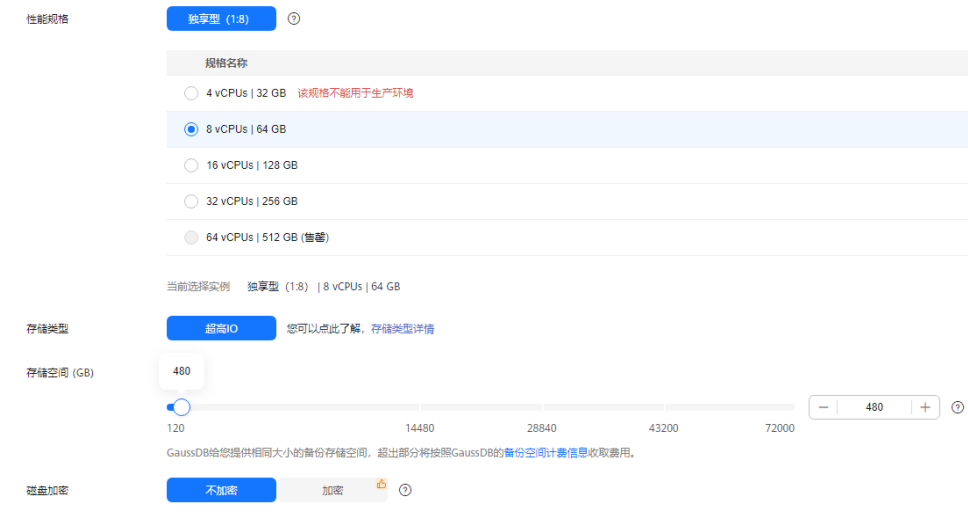 性能规格 独享型（1:8） ?
规格名称
4 vCPUs | 32 GB 该规格不能用于生产环境
8 vCPUs | 64 GB
16 vCPUs | 128 GB
32 vCPUs | 256 GB
64 vCPUs | 512 GB (售罄)
当前选择实例 独享型（1:8） | 8 vCPUs | 64 GB
存储类型 超高IO 您可以点此了解，存储类型详情
存储空间 (GB) 480
480 ?
120 14480 28840 43200 72000
GaussDB给您提供相同大小的备份存储空间，超出部分将按照GaussDB的备份空间计费信息收取费用。
磁盘加密 不加密 加密 ?